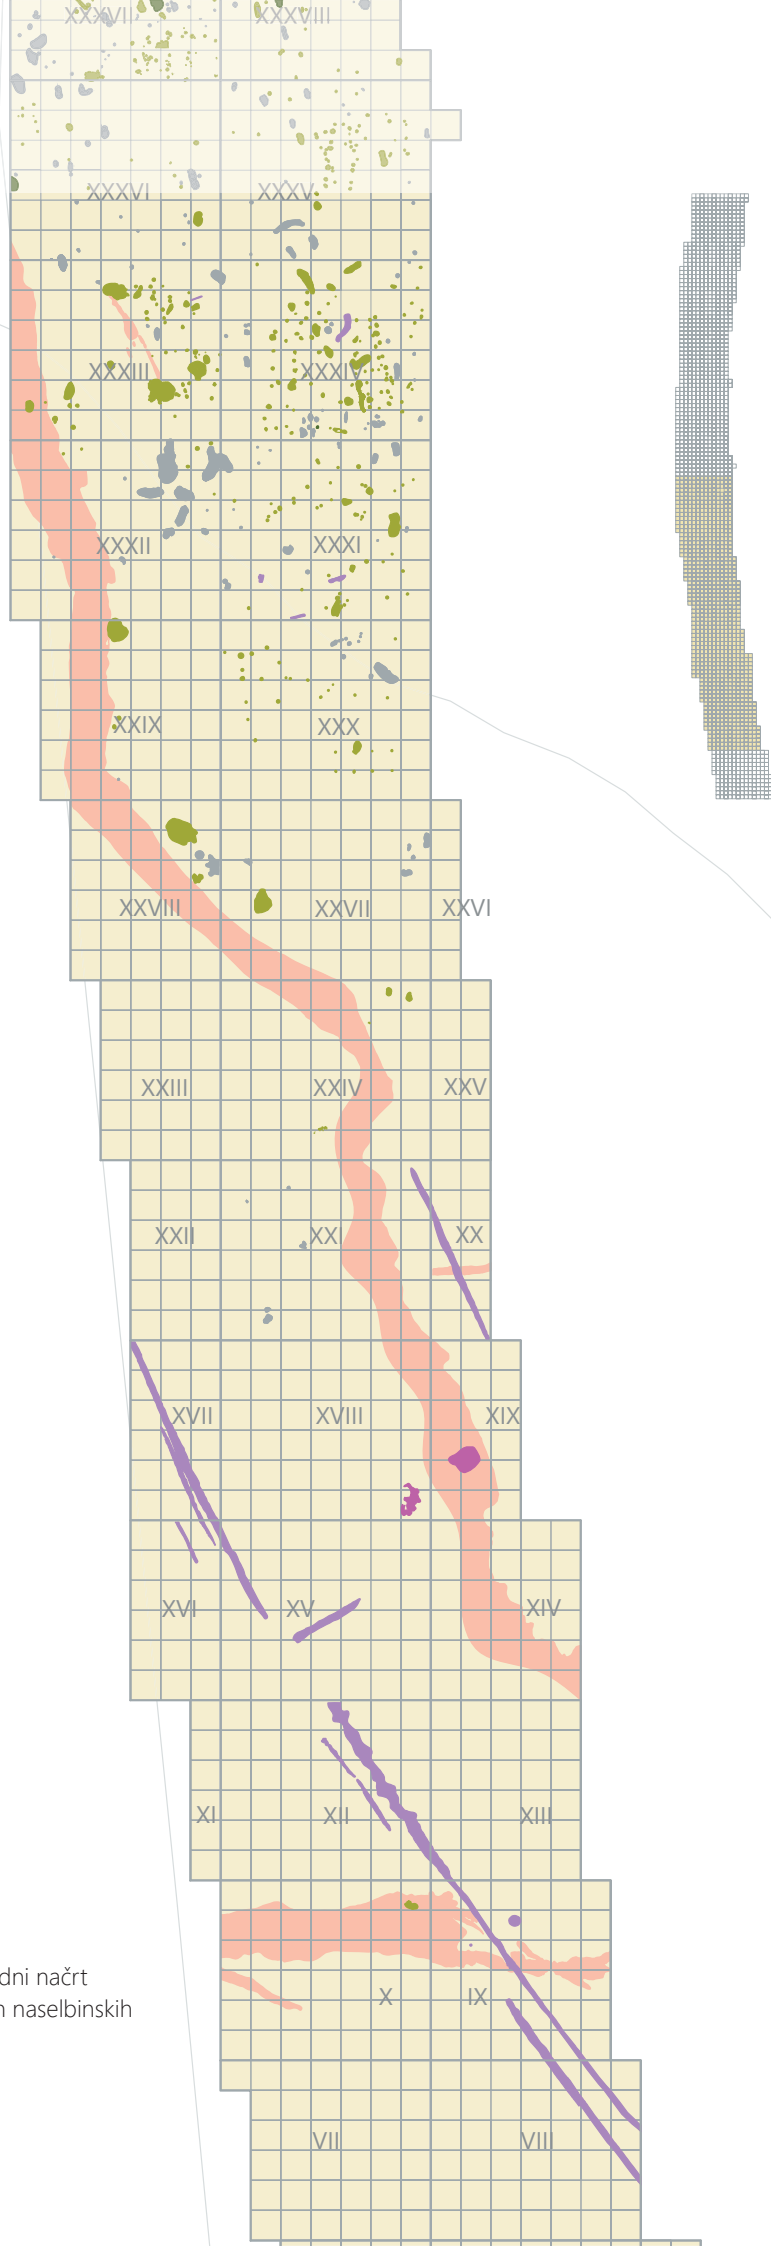 XXXVII XXXVIII
XXXVI XXXV
XXXIII XXXIV
XXXII XXXI
XXIX XXX
XXVIII XXVII XXVI
XXIII XXIV XXV
XXII XXI XX
XVII XVIII XIX
XVI XV XIV
XI XII XIII
dni načrt
X IX
naselbinskih
VII VIII